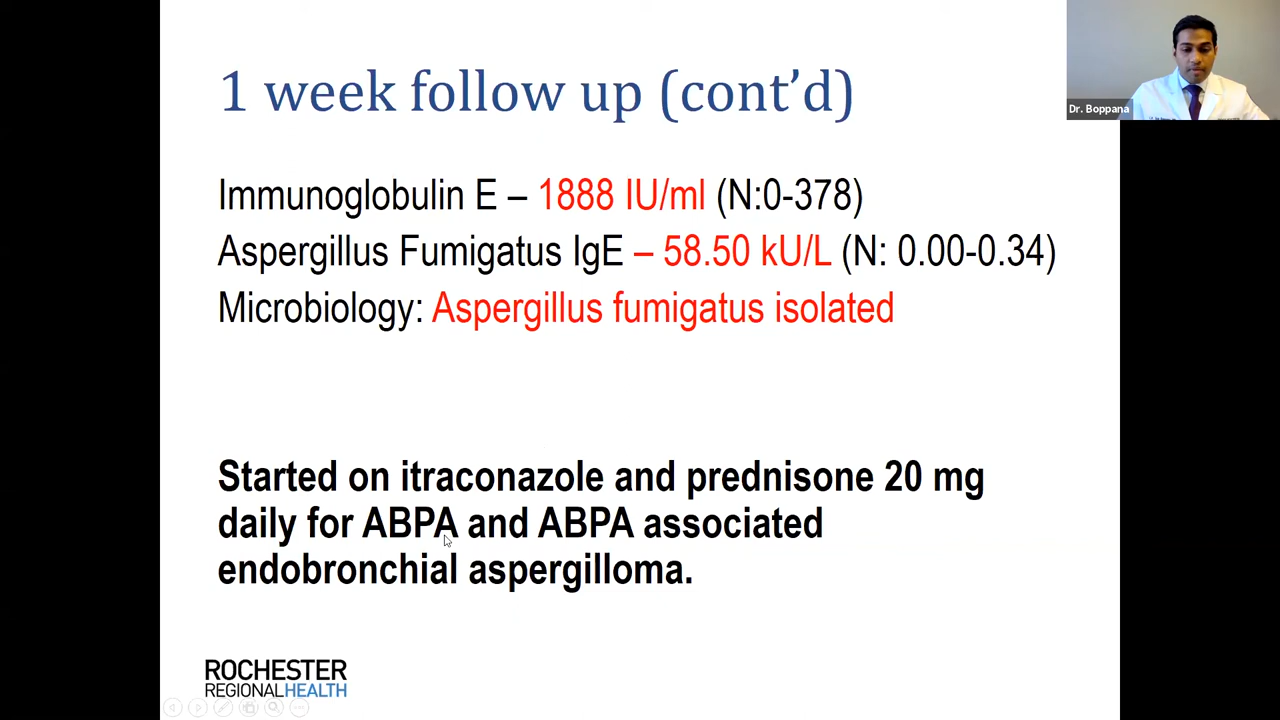 1 week follow up (cont’d)
Dr. Boppana
Immunoglobulin E – 1888 IU/ml (N:0-378)
Aspergillus Fumigatus IgE – 58.50 kU/L (N: 0.00-0.34)
Microbiology: Aspergillus fumigatus isolated
Started on itraconazole and prednisone 20 mg
daily for ABPA and ABPA associated
endobronchial aspergilloma.
ROCHESTER
REGIONALHEALTH